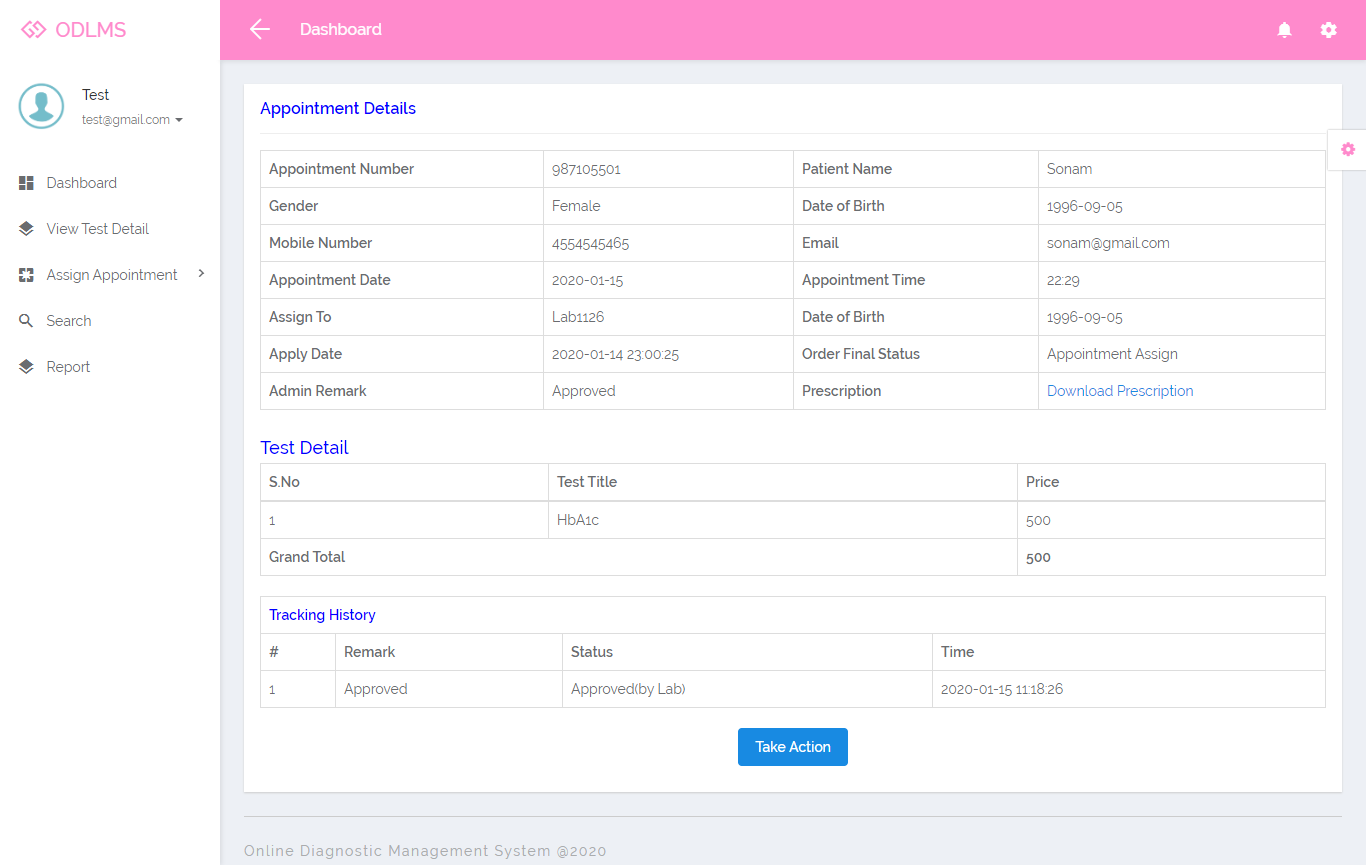 ODLMS
Dashboard
Test
test@gmail.com
Dashboard
View Test Detail
Assign Appointment
Search
Report
Appointment Details
Appointment Number 987105501 Patient Name Sonam
Gender Female Date of Birth 1996-09-05
Mobile Number 4554545465 Email sonam@gmail.com
Appointment Date 2020-01-15 Appointment Time 22:29
Assign To Lab1126 Date of Birth 1996-09-05
Apply Date 2020-01-14 23:00:25 Order Final Status Appointment Assign
Admin Remark Approved Prescription Download Prescription
Test Detail
S.No Test Title Price
1 HbA1c 500
Grand Total 500
Tracking History
# Remark Status Time
1 Approved Approved(by Lab) 2020-01-15 11:18:26
Take Action
Online Diagnostic Management System @2020